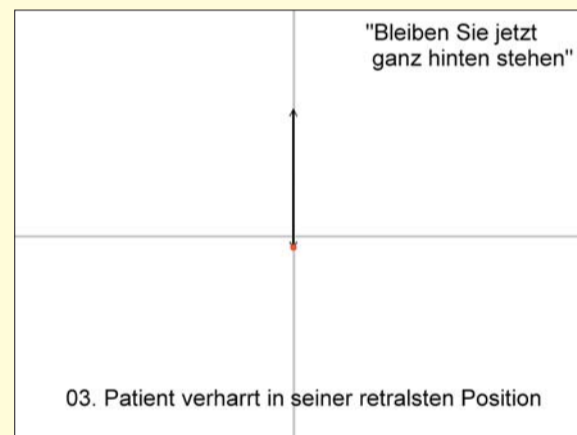 "Bleiben Sie jetzt
ganz hinten stehen"
03. Patient verharrt in seiner retralsten Position